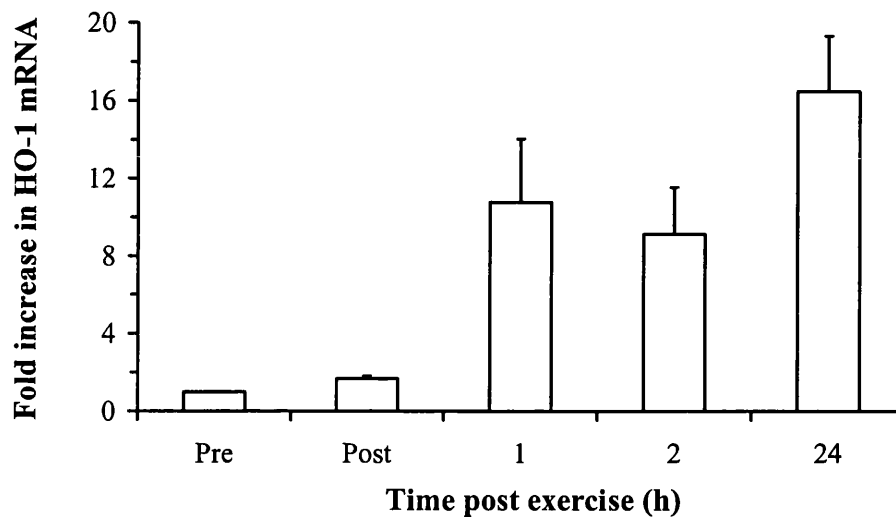 Fold increase in HO-1 mRNA
20
16
12
8
4
0
Pre Post 1 2 24
Time post exercise (h)